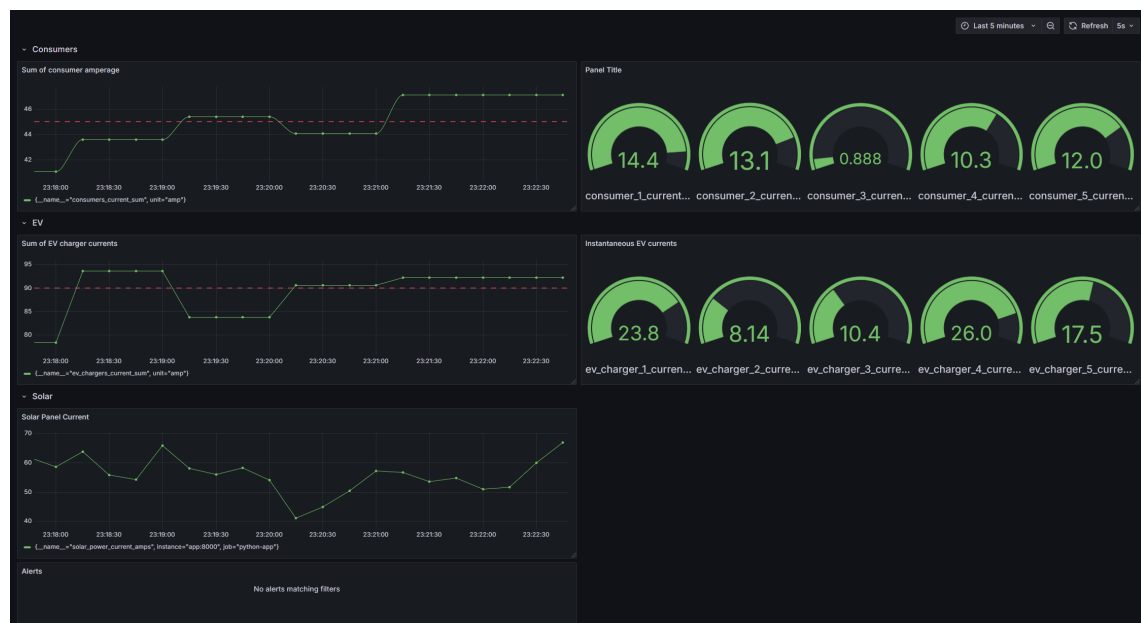 Last 5 minutes
Refresh 5s
Consumers
Sum of consumer amperage
46
44
42
23:18:00 23:18:30 23:19:00 23:19:30 23:20:00 23:20:30 23:21:00 23:21:30 23:22:00 23:22:30
{__name__="consumers_current_sum", unit="amp"}
Panel Title
14.4 13.1 0.888 10.3 12.0
consumer_1_current... consumer_2_curren... consumer_3_current... consumer_4_curren... consumer_5_curren...
EV
Sum of EV charger currents
95
90
85
80
23:18:00 23:18:30 23:19:00 23:19:30 23:20:00 23:20:30 23:21:00 23:21:30 23:22:00 23:22:30
{__name__="ev_chargers_current_sum", unit="amp"}
Instantaneous EV currents
23.8 8.14 10.4 26.0 17.5
ev_charger_1_curren... ev_charger_2_curre... ev_charger_3_curre... ev_charger_4_curre... ev_charger_5_curre...
Solar
Solar Panel Current
70
60
50
40
23:18:00 23:18:30 23:19:00 23:19:30 23:20:00 23:20:30 23:21:00 23:21:30 23:22:00 23:22:30
{__name__="solar_power_current_amps", instance="app:8000", job="python-app"}
Alerts
No alerts matching filters